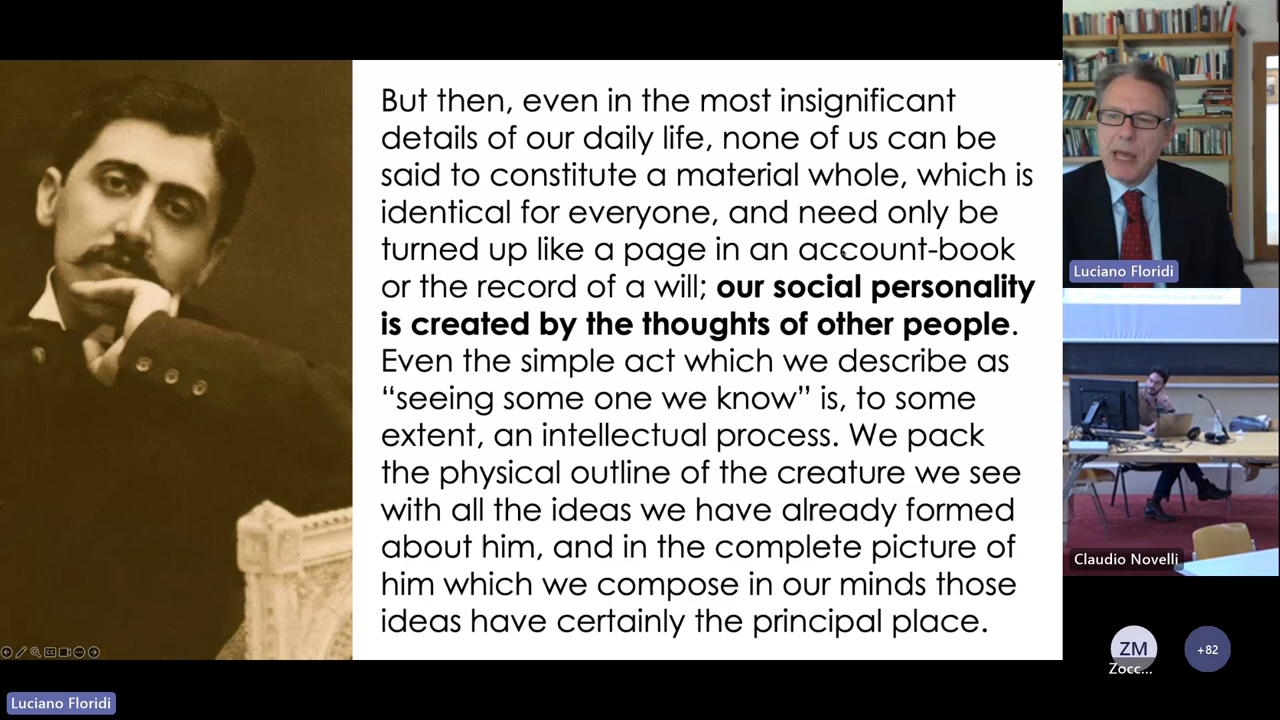 But then, even in the most insignificant
details of our daily life, none of us can be
said to constitute a material whole, which is
identical for everyone, and need only be
turned up like a page in an account-book
or the record of a will; our social personality
is created by the thoughts of other people.
Even the simple act which we describe as
“seeing some one we know” is, to some
extent, an intellectual process. We pack
the physical outline of the creature we see
with all the ideas we have already formed
about him, and in the complete picture of
him which we compose in our minds those
ideas have certainly the principal place.
Luciano Floridi
Claudio Novelli
ZM
Zocc...
+82
Luciano Floridi